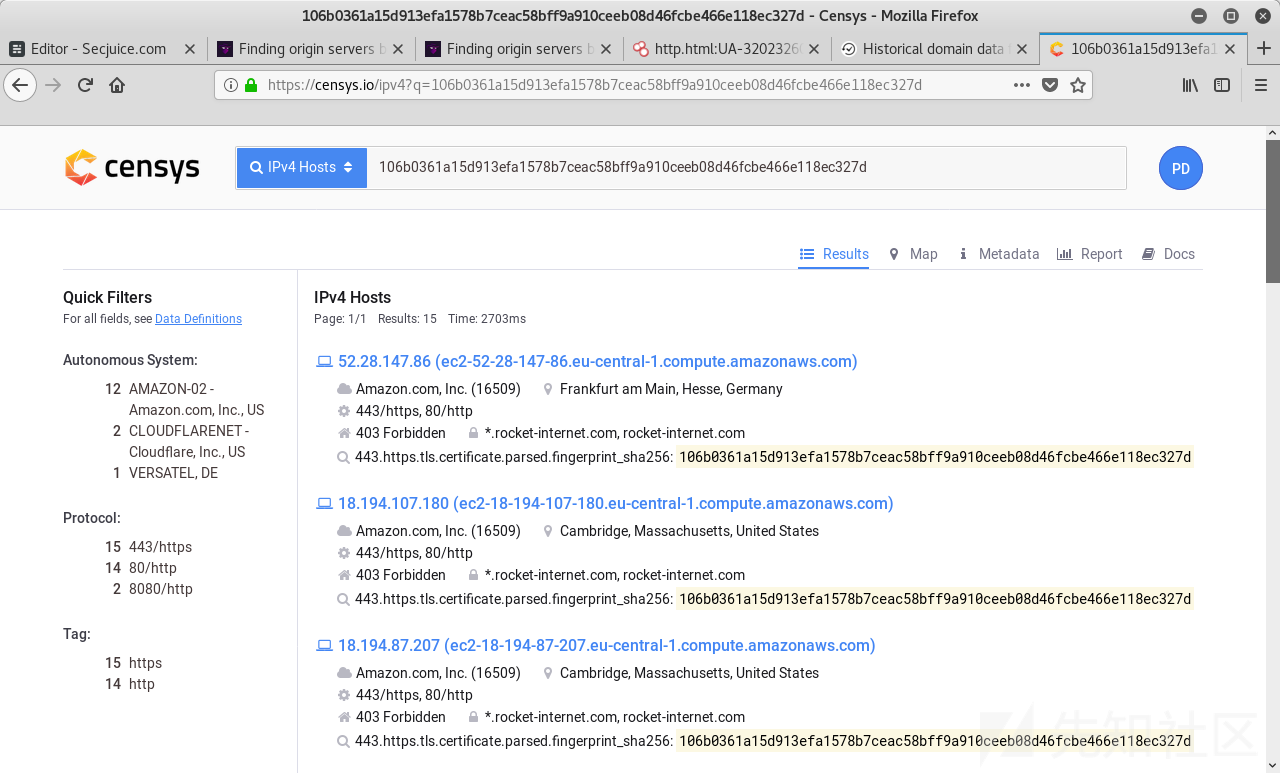 106b0361a15d913efa1578b7ceac58bff9a910ceeb08d46fcbe466e118ec327d - Censys - Mozilla Firefox
Editor - Secjuice.com
Finding origin servers b
Finding origin servers b
http.html:UA-32023260
Historical domain data
106b0361a15d913efa1
https://censys.io/ipv4?q=106b0361a15d913efa1578b7ceac58bff9a910ceeb08d46fcbe466e118ec327d
censys
IPv4 Hosts
106b0361a15d913efa1578b7ceac58bff9a910ceeb08d46fcbe466e118ec327d
PD
Results Map Metadata Report Docs
Quick Filters
For all fields, see Data Definitions
Autonomous System:
12 AMAZON-02 -
Amazon.com, Inc., US
2 CLOUDFLARENET -
Cloudflare, Inc., US
1 VERSATEL, DE
Protocol:
15 443/https
14 80/http
2 8080/http
Tag:
15 https
14 http
IPv4 Hosts
Page: 1/1 Results: 15 Time: 2703ms
52.28.147.86 (ec2-52-28-147-86.eu-central-1.compute.amazonaws.com)
Amazon.com, Inc. (16509) Frankfurt am Main, Hesse, Germany
443/https, 80/http
403 Forbidden *.rocket-internet.com, rocket-internet.com
443.https.tls.certificate.parsed.fingerprint_sha256: 106b0361a15d913efa1578b7ceac58bff9a910ceeb08d46fcbe466e118ec327d
18.194.107.180 (ec2-18-194-107-180.eu-central-1.compute.amazonaws.com)
Amazon.com, Inc. (16509) Cambridge, Massachusetts, United States
443/https, 80/http
403 Forbidden *.rocket-internet.com, rocket-internet.com
443.https.tls.certificate.parsed.fingerprint_sha256: 106b0361a15d913efa1578b7ceac58bff9a910ceeb08d46fcbe466e118ec327d
18.194.87.207 (ec2-18-194-87-207.eu-central-1.compute.amazonaws.com)
Amazon.com, Inc. (16509) Cambridge, Massachusetts, United States
443/https, 80/http
403 Forbidden *.rocket-internet.com, rocket-internet.com
443.https.tls.certificate.parsed.fingerprint_sha256: 106b0361a15d913efa1578b7ceac58bff9a910ceeb08d46fcbe466e118ec327d
先知社区